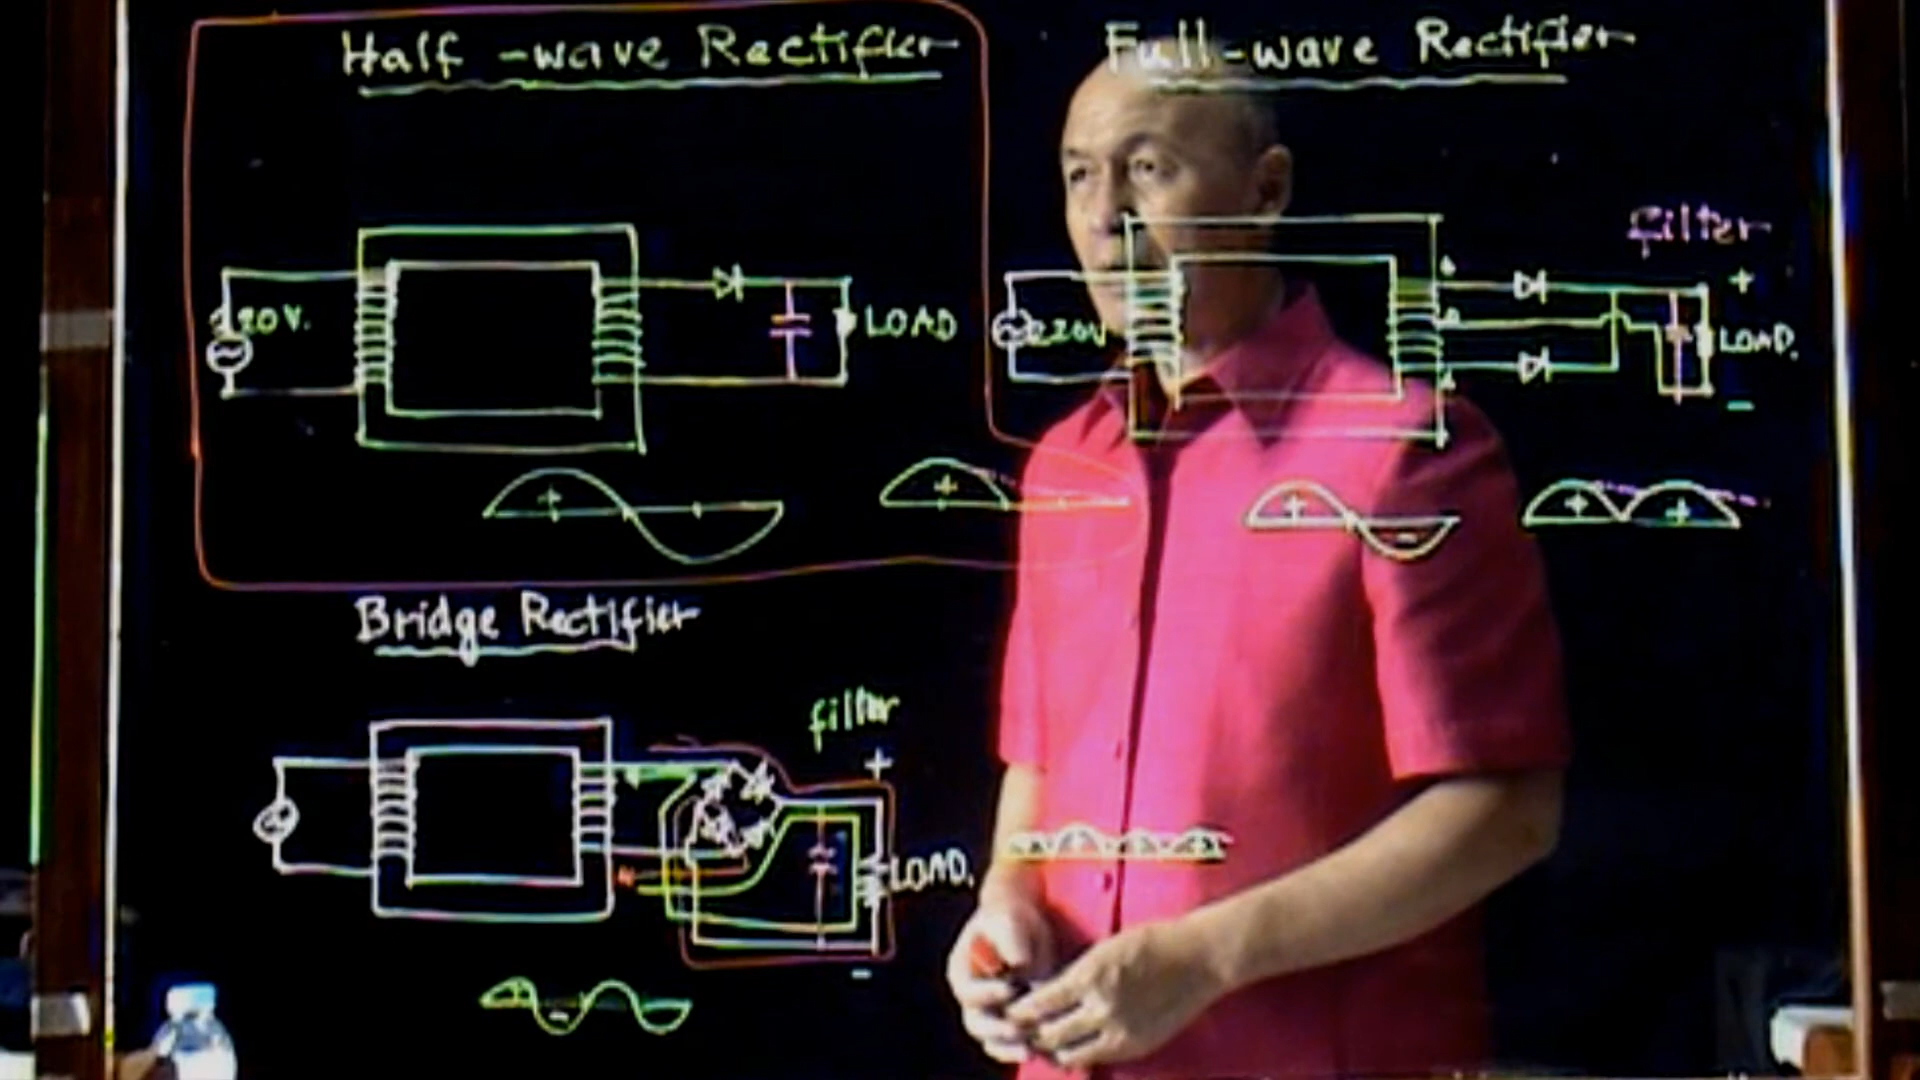 Half-wave Rectifier
Full-wave Rectifier
filter
220V.
LOAD
220V
+
LOAD.
-
+
+
+
-
+
+
Bridge Rectifier
filter
+
LOAD.
-
+
-